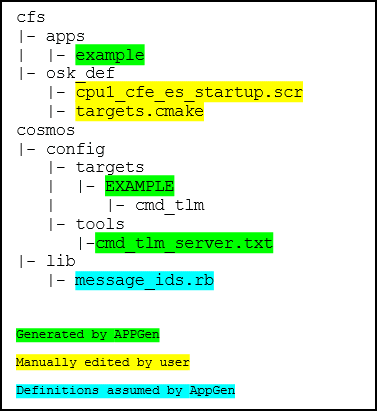 cfs
|- apps
|  |- example
|- osk_def
   |- cpu1_cfe_es_startup.scr
   |- targets.cmake
cosmos
|- config
   |- targets
   |  |- EXAMPLE
   |     |- cmd_tlm
   |- tools
      |-cmd_tlm_server.txt
|- lib
   |- message_ids.rb
Generated by APPGen
Manually edited by user
Definitions assumed by AppGen